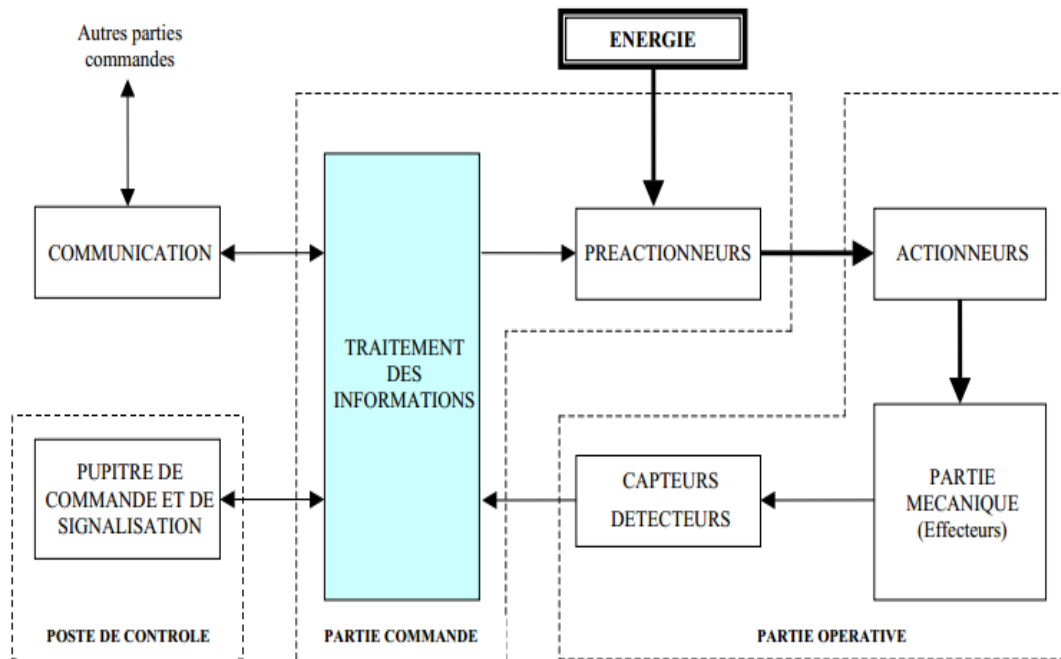 Autres parties
commandes
ENERGIE
COMMUNICATION
PREACTIONNEURS
ACTIONNEURS
TRAITEMENT
DES
INFORMATIONS
PUPITRE DE
COMMANDE ET DE
SIGNALISATION
CAPTEURS
DETECTEURS
PARTIE
MECANIQUE
(Effecteurs)
POSTE DE CONTROLE
PARTIE COMMANDE
PARTIE OPERATIVE